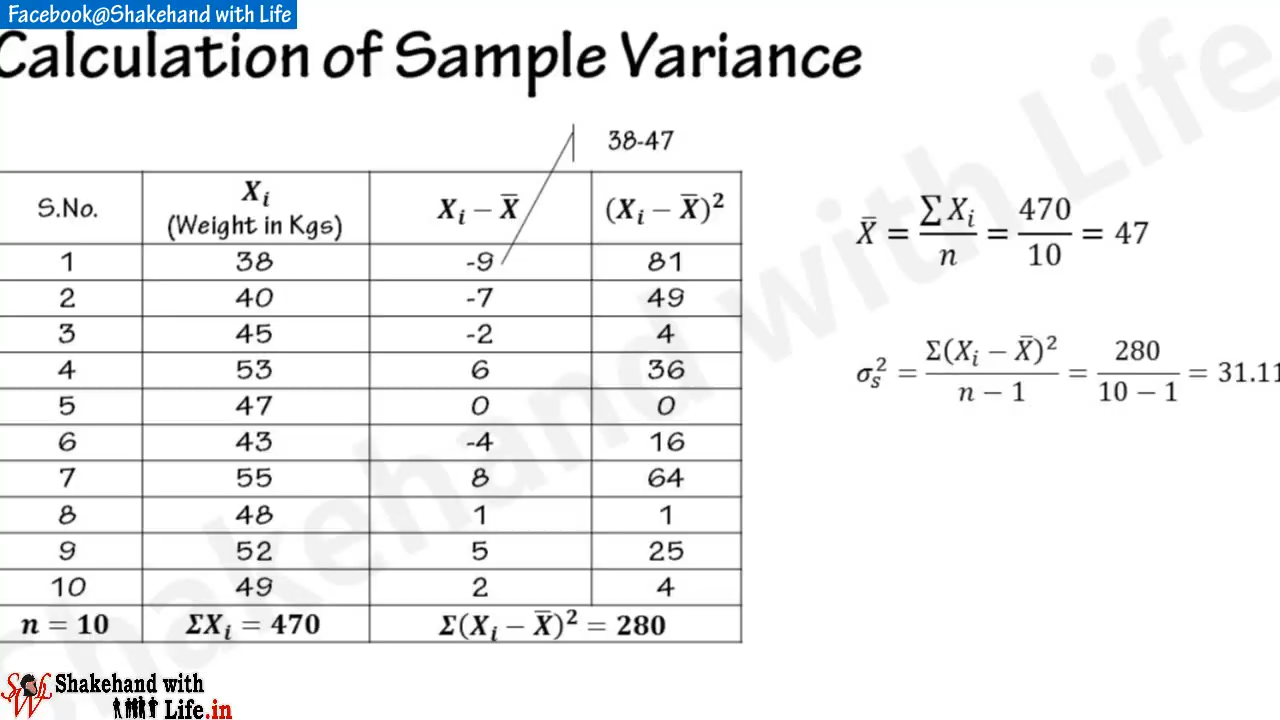 Facebook@Shakehand with Life
Calculation of Sample Variance
38-47
S.No. Xᵢ (Weight in Kgs) Xᵢ − X̄ (Xᵢ − X̄)²
1 38 -9 81
2 40 -7 49
3 45 -2 4
4 53 6 36
5 47 0 0
6 43 -4 16
7 55 8 64
8 48 1 1
9 52 5 25
10 49 2 4
n = 10 ΣXᵢ = 470 Σ(Xᵢ − X̄)² = 280
X̄ = ∑Xᵢ / n = 470 / 10 = 47
σₛ² = Σ(Xᵢ − X̄)² / n − 1 = 280 / 10 − 1 = 31.11
Shakehand with Life
Shakehand with
Life.in